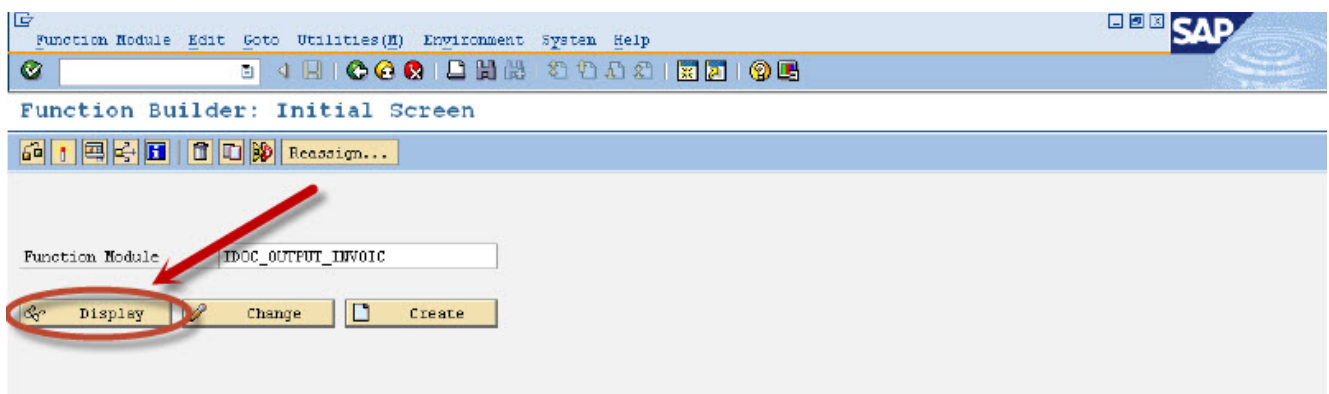 Function Module Edit Goto Utilities(M) Environment System Help
SAP
Function Builder: Initial Screen
Reassign...
Function Module IDOC_OUTPUT_INVOIC
Display Change Create